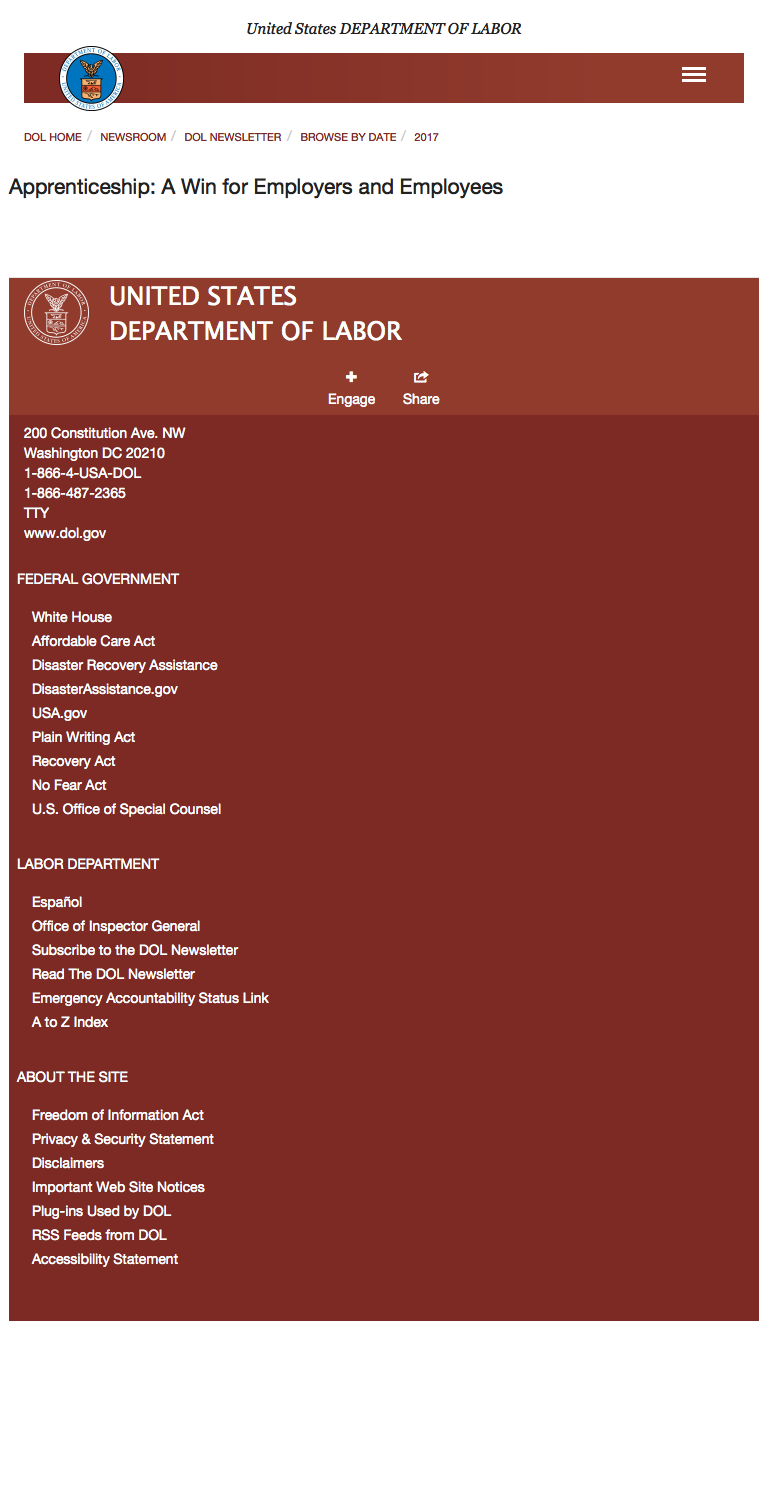 United States DEPARTMENT OF LABOR
DOL HOME / NEWSROOM / DOL NEWSLETTER / BROWSE BY DATE / 2017
Apprenticeship: A Win for Employers and Employees
UNITED STATES
DEPARTMENT OF LABOR
Engage Share
200 Constitution Ave. NW
Washington DC 20210
1-866-4-USA-DOL
1-866-487-2365
TTY
www.dol.gov
FEDERAL GOVERNMENT
White House
Affordable Care Act
Disaster Recovery Assistance
DisasterAssistance.gov
USA.gov
Plain Writing Act
Recovery Act
No Fear Act
U.S. Office of Special Counsel
LABOR DEPARTMENT
Español
Office of Inspector General
Subscribe to the DOL Newsletter
Read The DOL Newsletter
Emergency Accountability Status Link
A to Z Index
ABOUT THE SITE
Freedom of Information Act
Privacy & Security Statement
Disclaimers
Important Web Site Notices
Plug-ins Used by DOL
RSS Feeds from DOL
Accessibility Statement